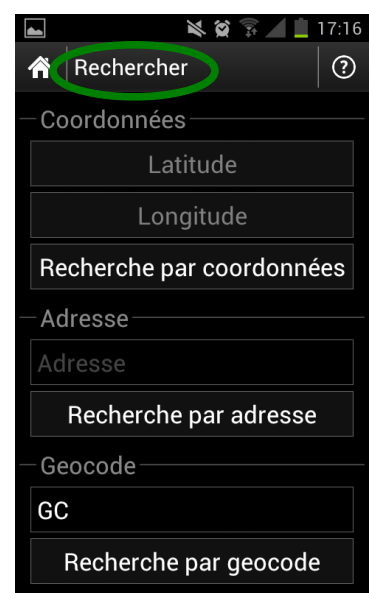 17:16
Rechercher
Coordonnées
Latitude
Longitude
Recherche par coordonnées
Adresse
Adresse
Recherche par adresse
Geocode
GC
Recherche par geocode